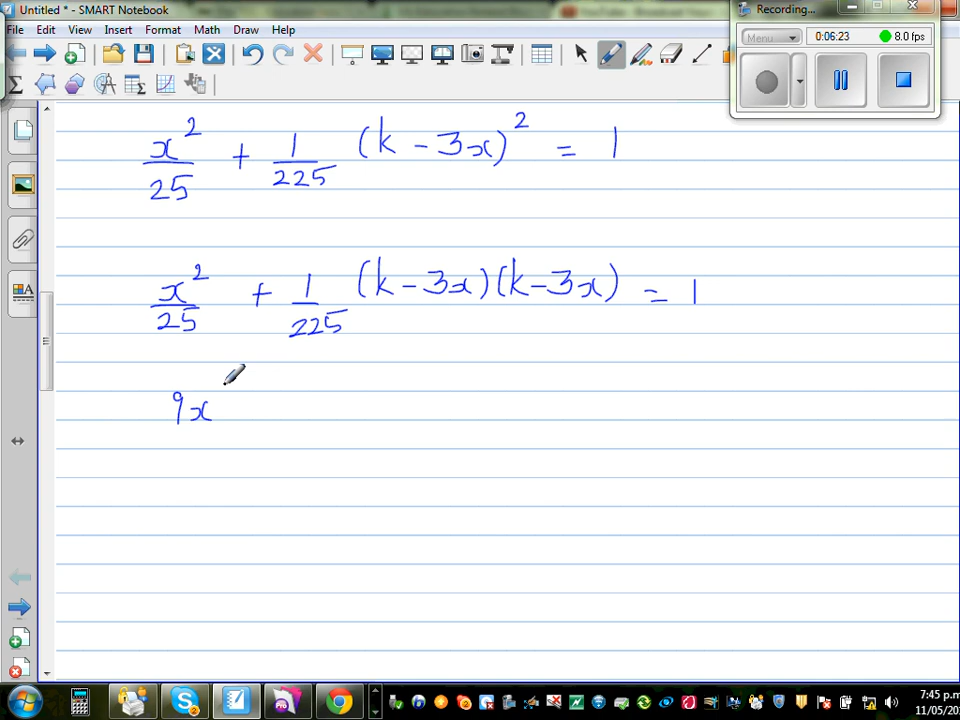 Untitled * - SMART Notebook
Recording...
File Edit View Insert Format Math Draw Help
Menu 0:06:23 8.0 fps
x²/25 + 1/225 (k - 3x)² = 1
x²/25 + 1/225 (k - 3x)(k - 3x) = 1
9x
7:45 p.m
11/05/20